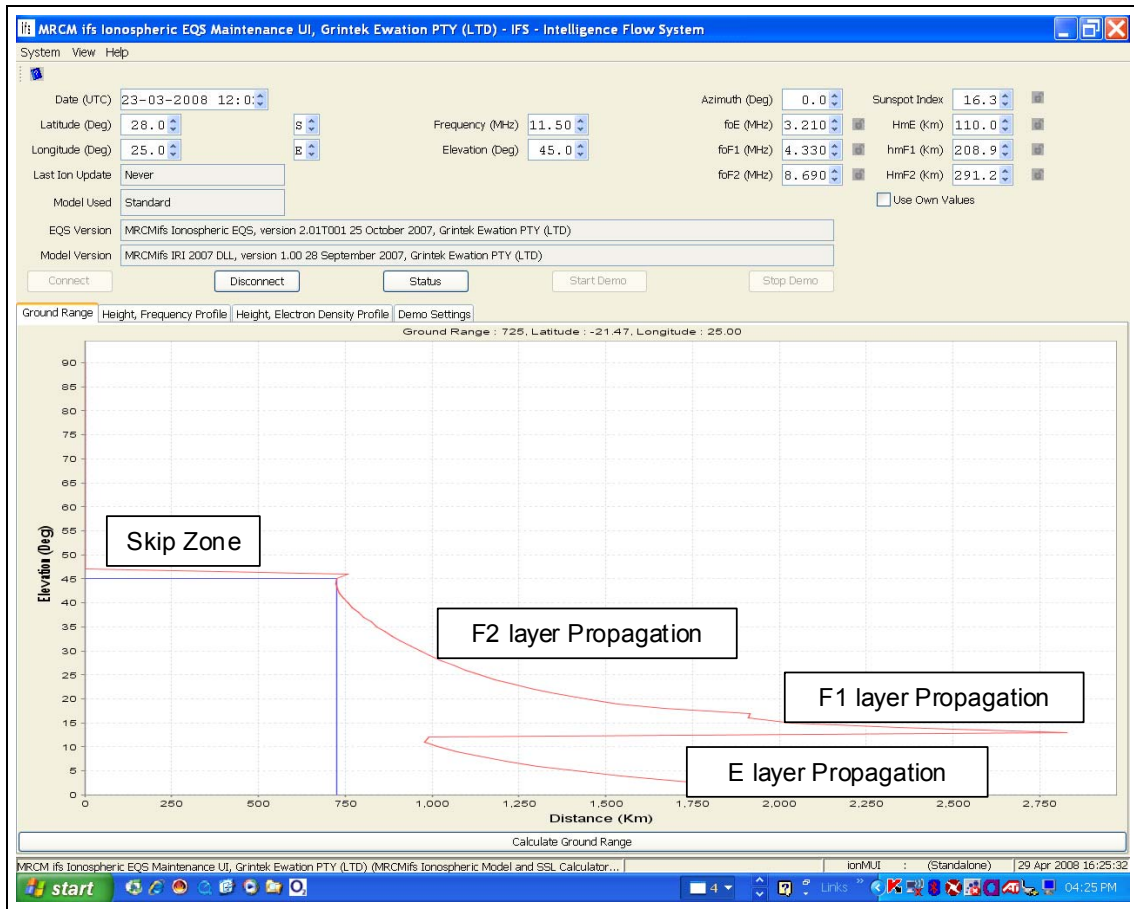 MRCM ifs Ionospheric EQS Maintenance UI, Grintek Ewation PTY (LTD) - IFS - Intelligence Flow System
System View Help
Date (UTC) 23-03-2008 12:0 Azimuth (Deg) 0.0 Sunspot Index 16.3
Latitude (Deg) 28.0 S Frequency (MHz) 11.50 foE (MHz) 3.210 HmE (Km) 110.0
Longitude (Deg) 25.0 E Elevation (Deg) 45.0 foF1 (MHz) 4.330 hmF1 (Km) 208.9
Last Ion Update Never foF2 (MHz) 8.690 HmF2 (Km) 291.2
Model Used Standard Use Own Values
EQS Version MRCMifs Ionospheric EQS, version 2.01T001 25 October 2007, Grintek Ewation PTY (LTD)
Model Version MRCMifs IRI 2007 DLL, version 1.00 28 September 2007, Grintek Ewation PTY (LTD)
Connect Disconnect Status Start Demo Stop Demo
Ground Range Height, Frequency Profile Height, Electron Density Profile Demo Settings
Ground Range : 725, Latitude : -21.47, Longitude : 25.00
90
85
80
75
70
65
60
55
50
45
40
35
30
25
20
15
10
5
0
Elevation (Deg)
Skip Zone
F2 layer Propagation
F1 layer Propagation
E layer Propagation
0 250 500 750 1,000 1,250 1,500 1,750 2,000 2,250 2,500 2,750
Distance (Km)
Calculate Ground Range
MRCM ifs Ionospheric EQS Maintenance UI, Grintek Ewation PTY (LTD) (MRCMifs Ionospheric Model and SSL Calculator... ionMUI : (Standalone) 29 Apr 2008 16:25:32
start 4 Links » 04:25 PM